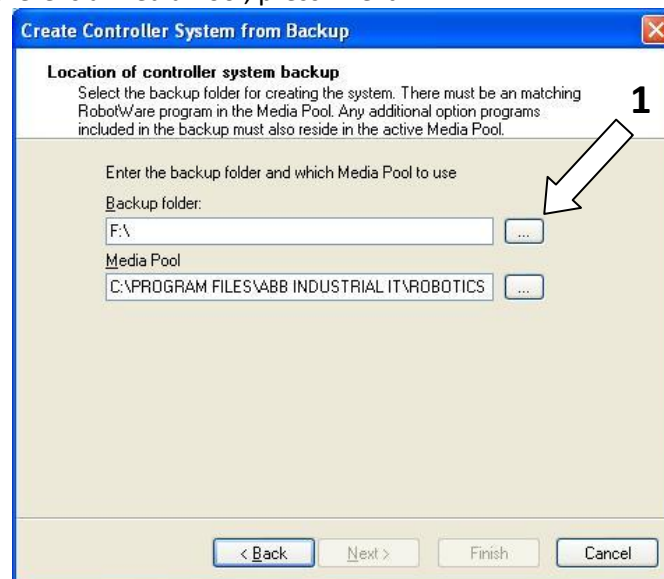 Create Controller System from Backup
Location of controller system backup
Select the backup folder for creating the system. There must be an matching
RobotWare program in the Media Pool. Any additional option programs
included in the backup must also reside in the active Media Pool.
1
Enter the backup folder and which Media Pool to use
Backup folder:
F:\
...
Media Pool
C:\PROGRAM FILES\ABB INDUSTRIAL IT\ROBOTICS
...
< Back
Next >
Finish
Cancel